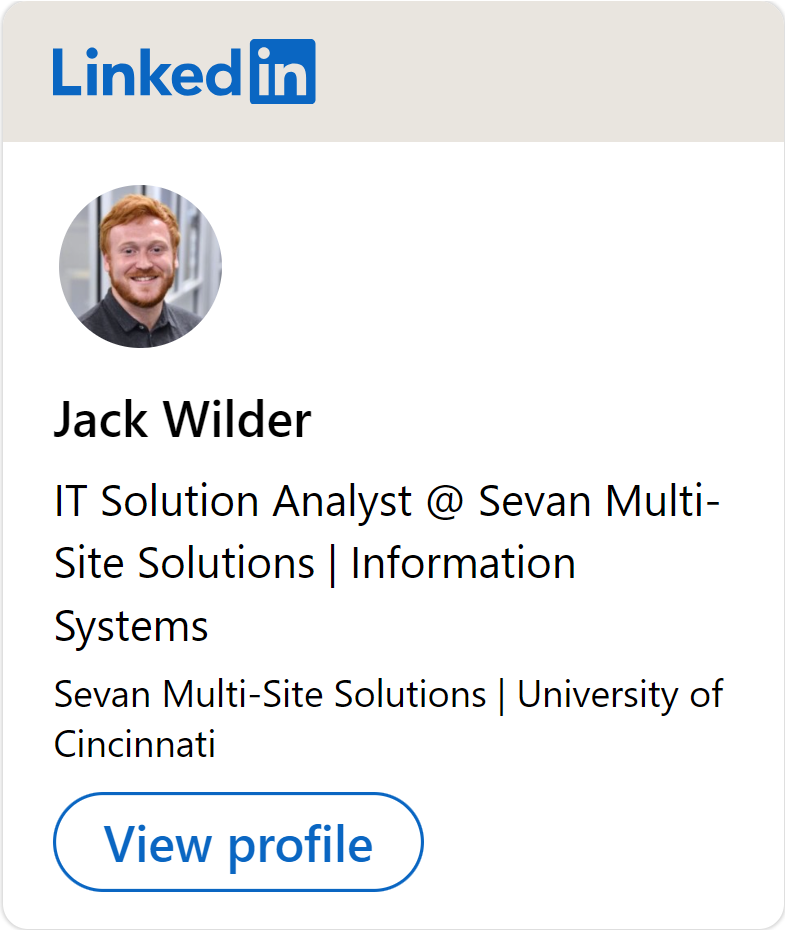 LinkedIn
Jack Wilder
IT Solution Analyst @ Sevan Multi-
Site Solutions | Information
Systems
Sevan Multi-Site Solutions | University of
Cincinnati
View profile